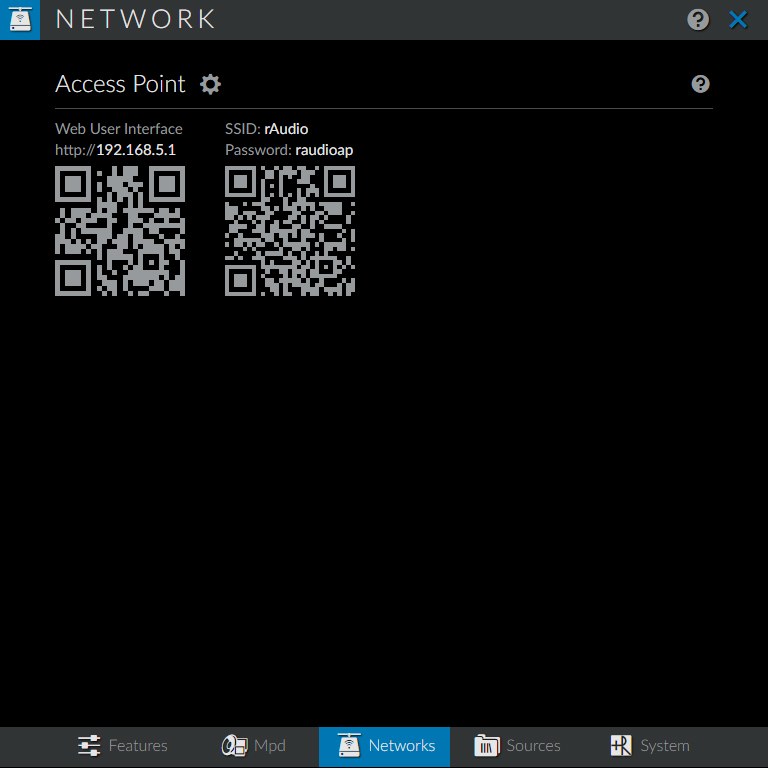 NETWORK
Access Point
Web User Interface
http://192.168.5.1
SSID: rAudio
Password: raudioap
Features
Mpd
Networks
Sources
System